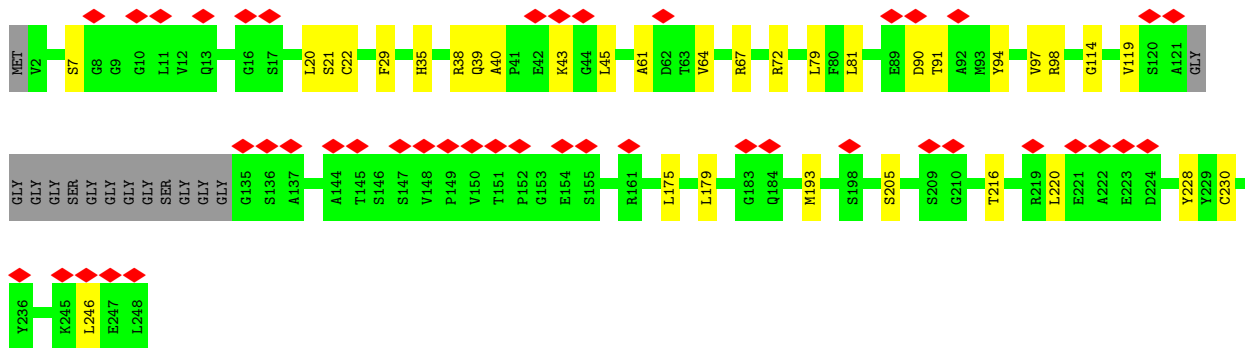 MET V2 S7 G8 G9 G10 L11 V12 Q13 G16 S17 L20 S21 C22 F29 H35 R38 Q39 A40 P41 E42 K43 G44 L45 A61 D62 T63 V64 R67 R72 L79 F80 L81 E89 D90 T91 A92 M93 Y94 V97 R98 G114 V119 S120 A121 GLY
GLY GLY GLY SER GLY GLY GLY GLY SER GLY GLY GLY G135 S136 A137 A144 T145 S146 S147 V148 P149 V150 T151 P152 G153 E154 S155 R161 L175 L179 G183 Q184 M193 S198 S205 S209 G210 T216 R219 L220 E221 A222 E223 D224 Y228 Y229 C230
Y236 K245 L246 E247 L248